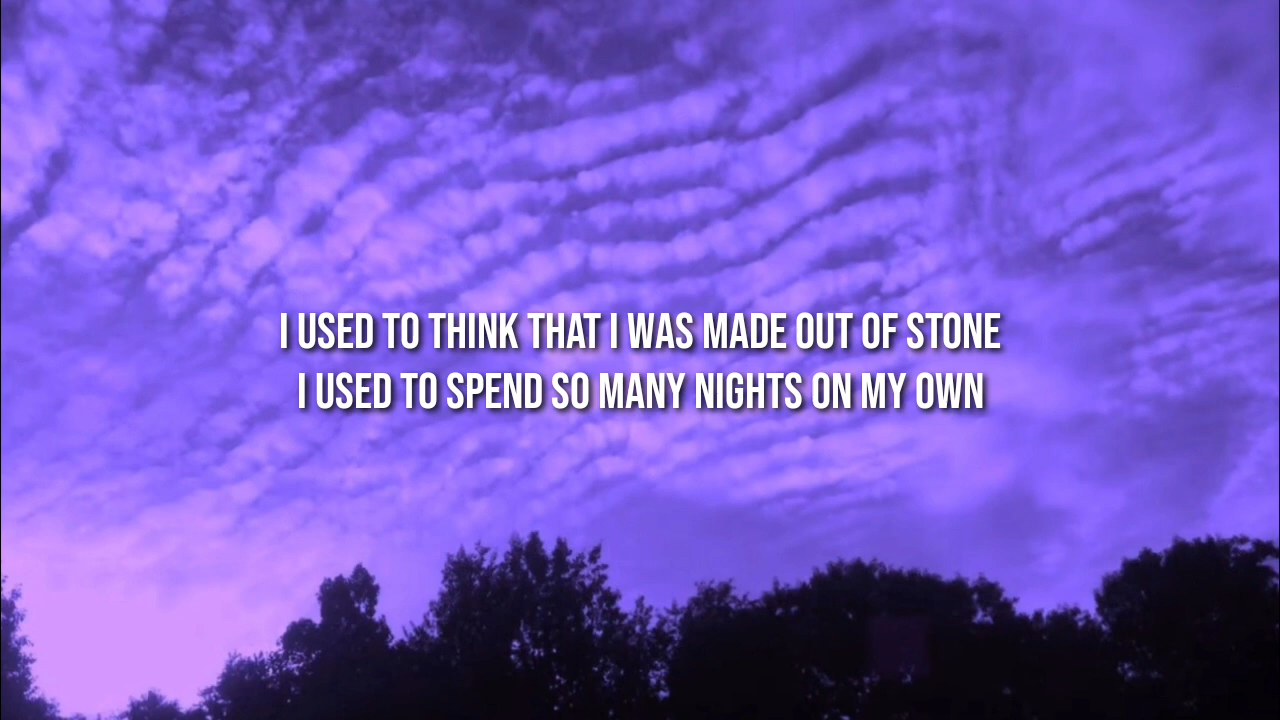 I USED TO THINK THAT I WAS MADE OUT OF STONE
I USED TO SPEND SO MANY NIGHTS ON MY OWN